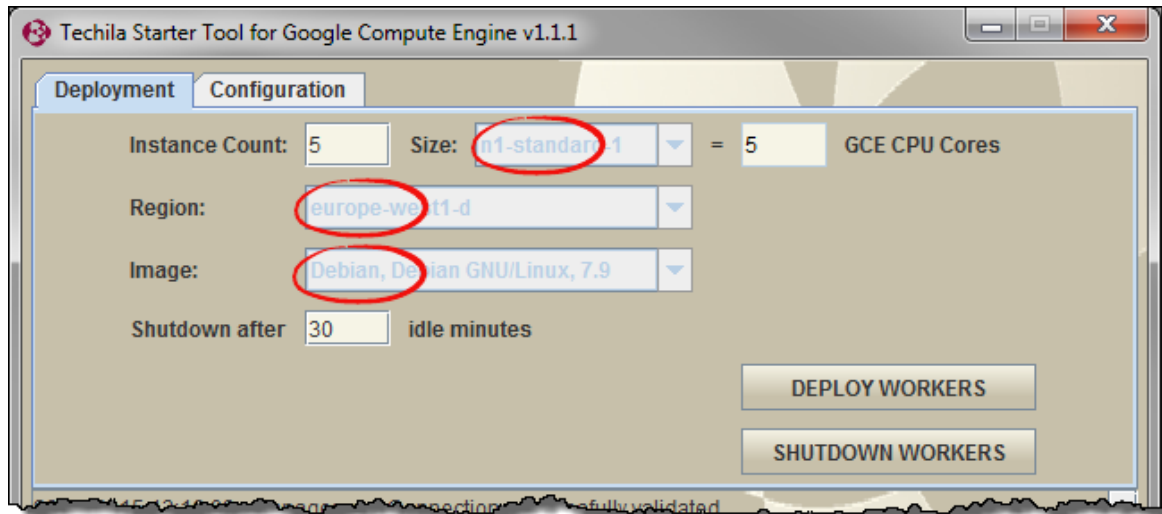 Techila Starter Tool for Google Compute Engine v1.1.1
Deployment Configuration
Instance Count: 5 Size: n1-standard-1 = 5 GCE CPU Cores
Region: europe-west1-d
Image: Debian, Debian GNU/Linux, 7.9
Shutdown after 30 idle minutes
DEPLOY WORKERS
SHUTDOWN WORKERS
validated